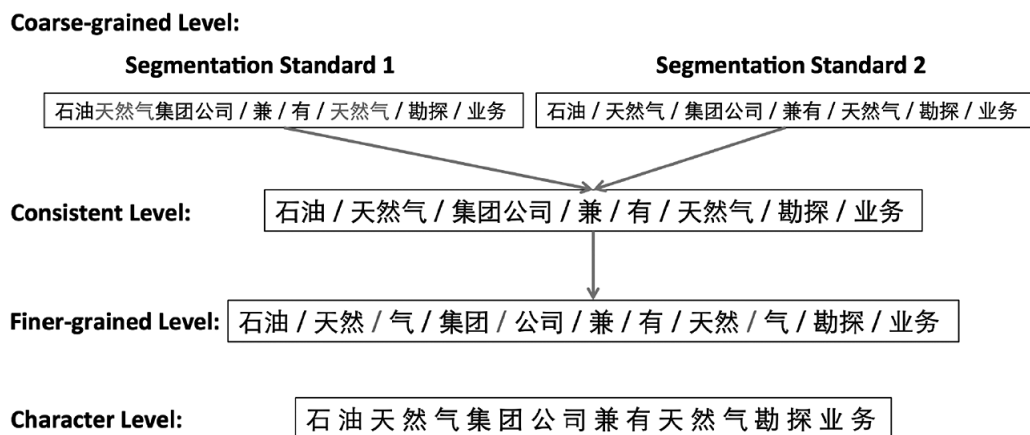 Coarse-grained Level:
Segmentation Standard 1
Segmentation Standard 2
石油天然气集团公司 / 兼 / 有 / 天然气 / 勘探 / 业务
石油 / 天然气 / 集团公司 / 兼有 / 天然气 / 勘探 / 业务
Consistent Level:
石油 / 天然气 / 集团公司 / 兼 / 有 / 天然气 / 勘探 / 业务
Finer-grained Level:
石油 / 天然 / 气 / 集团 / 公司 / 兼 / 有 / 天然 / 气 / 勘探 / 业务
Character Level:
石 油 天 然 气 集 团 公 司 兼 有 天 然 气 勘 探 业 务